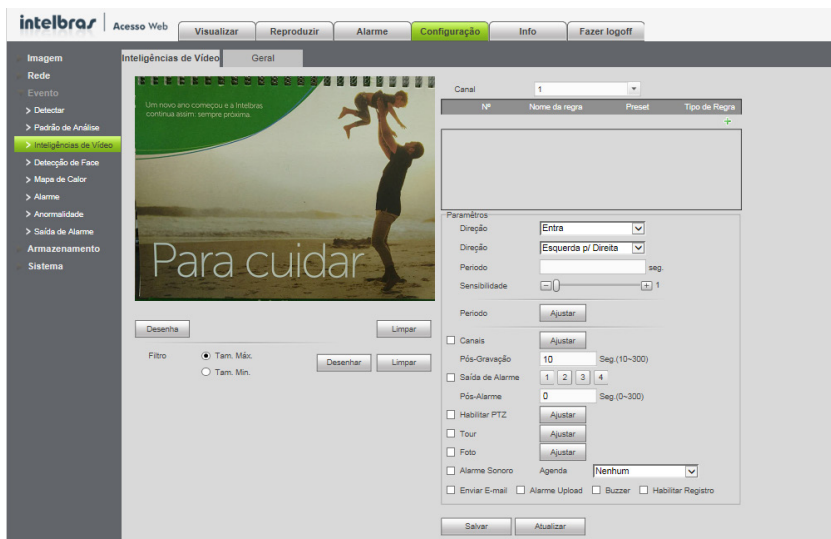 intelbras Acesso Web
Visualizar Reproduzir Alarme Configuração Info Fazer logoff
Imagem
Rede
Evento
> Detectar
> Padrão de Análise
> Inteligências de Vídeo
> Detecção de Face
> Mapa de Calor
> Alarme
> Anormalidade
> Saída de Alarme
Armazenamento
Sistema
Inteligências de Vídeo Geral
Um novo ano começou e a Intelbras
continua assim: sempre próxima.
Para cuidar
Desenha Limpar
Filtro Tam. Máx. Desenhar Limpar
Tam. Min.
Canal 1
Nº Nome da regra Preset Tipo de Regra
+
Paramêtros
Direção Entra
Direção Esquerda p/ Direita
Periodo seg.
Sensibilidade - + 1
Periodo Ajustar
Canais Ajustar
Pós-Gravação 10 Seg.(10~300)
Saída de Alarme 1 2 3 4
Pós-Alarme 0 Seg.(0~300)
Habilitar PTZ Ajustar
Tour Ajustar
Foto Ajustar
Alarme Sonoro Agenda Nenhum
Enviar E-mail Alarme Upload Buzzer Habilitar Registro
Salvar Atualizar